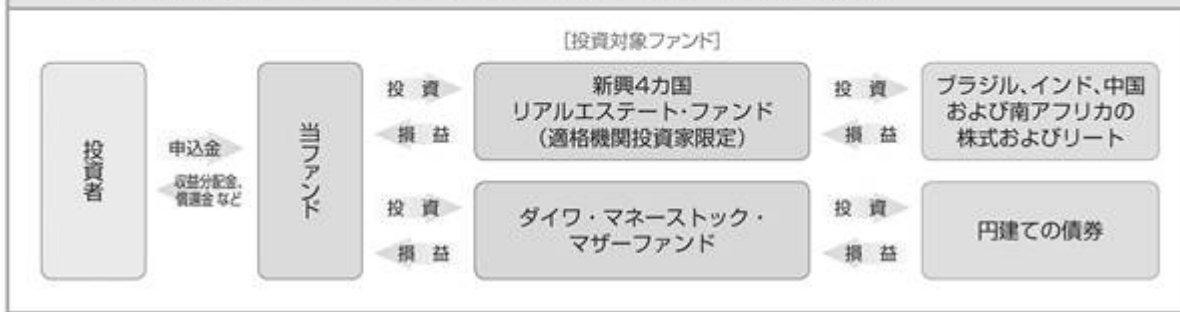 [投資対象ファンド]
投資者
申込金
収益分配金、
償還金 など
当ファンド
投 資
損 益
新興4カ国
リアルエステート・ファンド
(適格機関投資家限定)
投 資
損 益
ブラジル、インド、中国
および南アフリカの
株式およびリート
投 資
損 益
ダイワ・マネーストック・
マザーファンド
投 資
損 益
円建ての債券